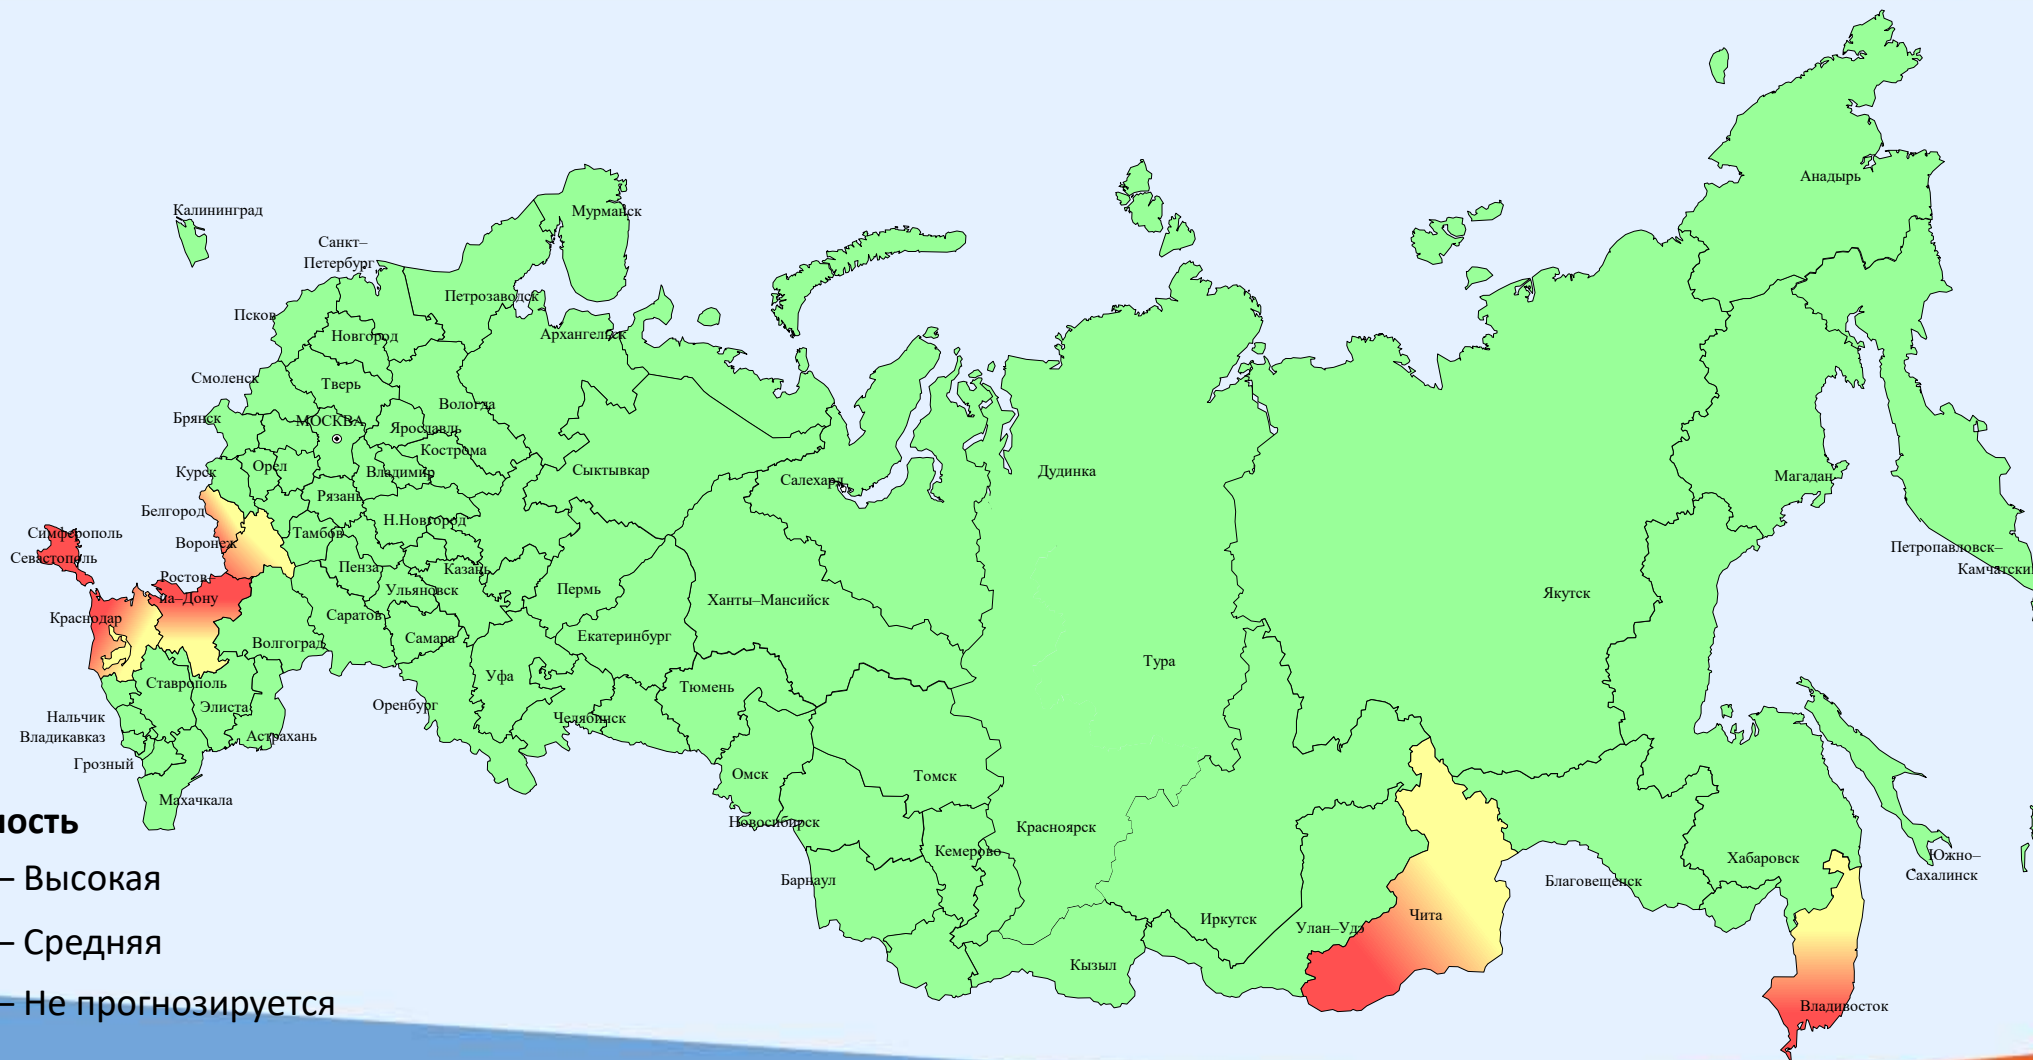 Анадырь
Калининград
Мурманск
Санкт–
Петербург
Петрозаводск
Псков
Новгород
Архангельск
Смоленск
Тверь
Вологда
Брянск
МОСКВА
Ярославль
Кострома
Курск
Орел
Владимир
Сыктывкар
Салехард
Дудинка
Магадан
Рязань
Белгород
Н.Новгород
Симферополь
Тамбов
Воронеж
Севастополь
Петропавловск–
Камчатский
Ростов–
на–Дону
Пенза
Казань
Ульяновск
Пермь
Ханты–Мансийск
Якутск
Краснодар
Саратов
Волгоград
Самара
Екатеринбург
Тура
Ставрополь
Уфа
Тюмень
Элиста
Оренбург
Нальчик
Челябинск
Владикавказ
Астрахань
Грозный
Омск
Томск
Махачкала
ность
Новосибирск
Красноярск
Кемерово
Хабаровск
Южно–
Сахалинск
– Высокая
Барнаул
Благовещенск
Иркутск
Чита
Улан–Удэ
– Средняя
Кызыл
– Не прогнозируется
Владивосток